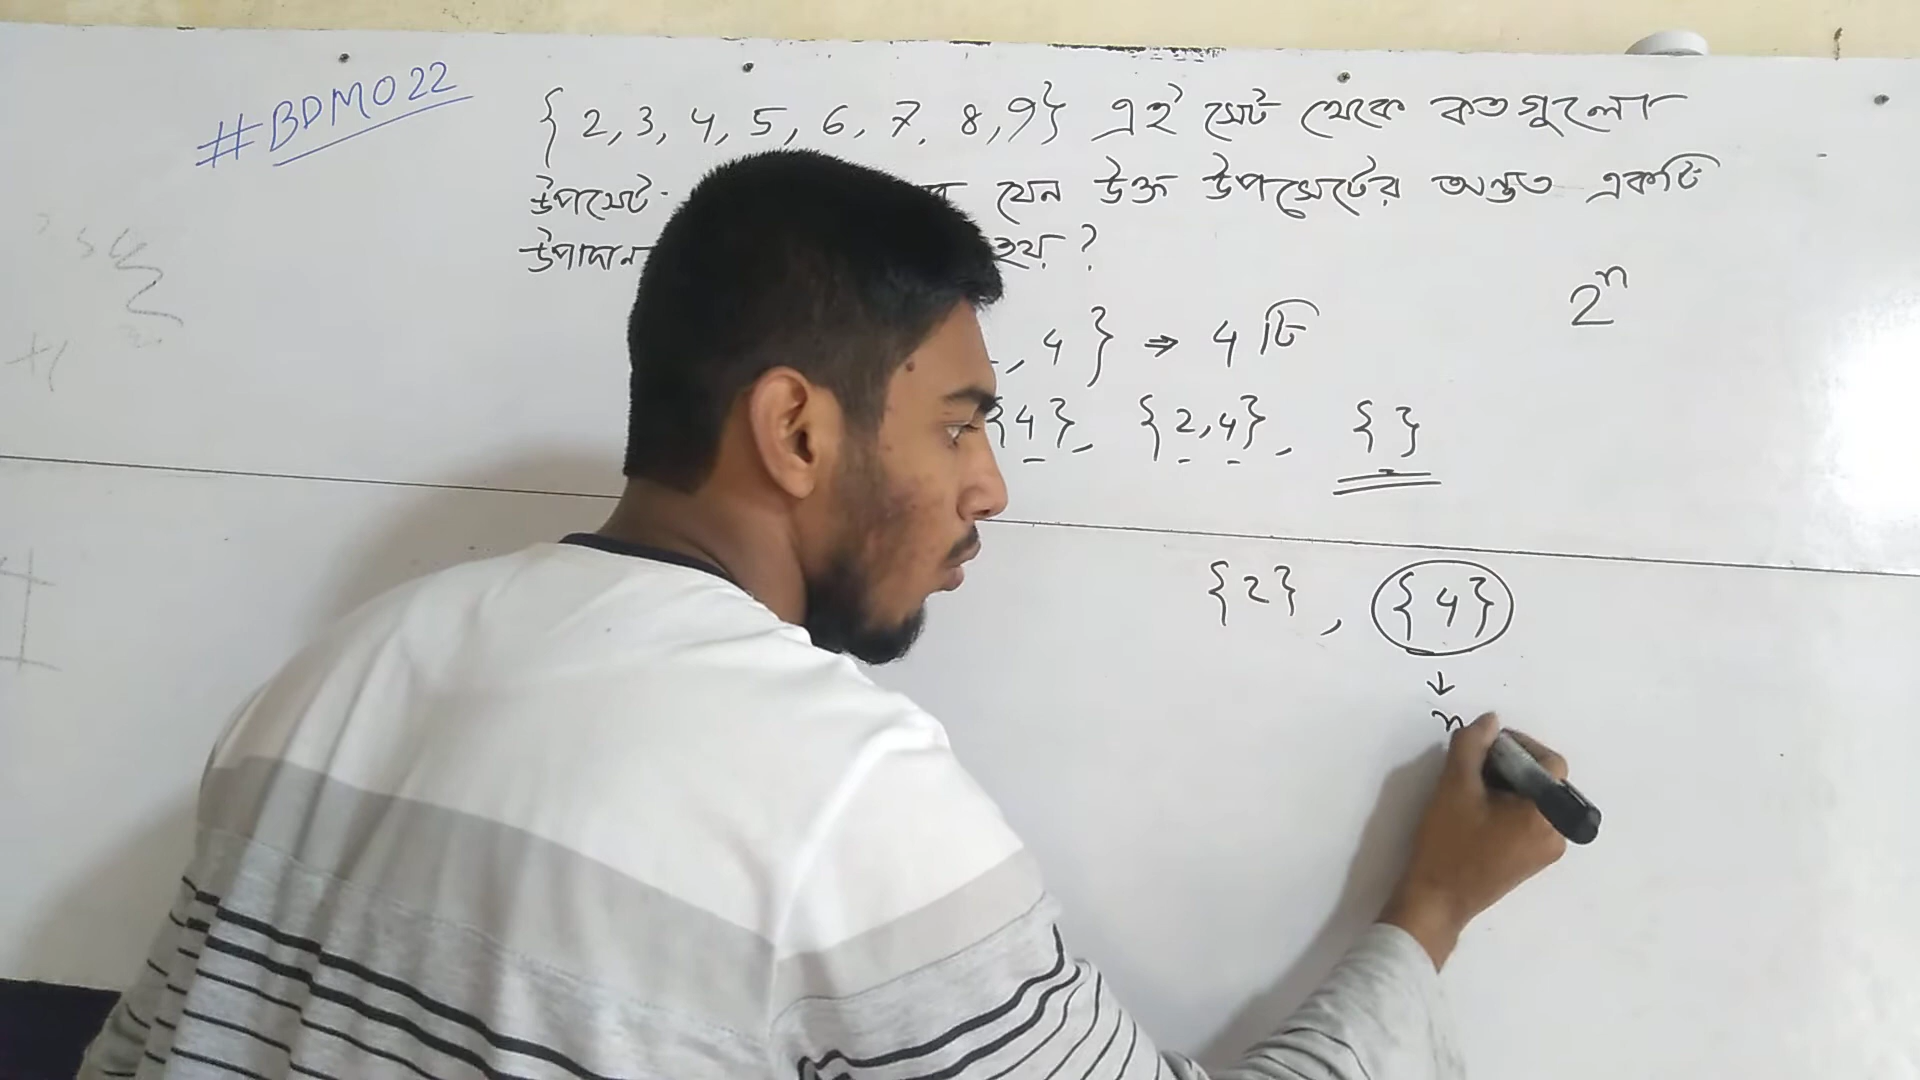 #BDMO22
{2, 3, 4, 5, 6, 7, 8, 9} এই সেট থেকে কতগুলো
উপসেট যেন উক্ত উপসেটের অন্তত একটি
উপাদান হয়?
2ⁿ
, 4} ⇒ 4 টি
{4}, {2,4}, { }
{2}, {4}
↓
n